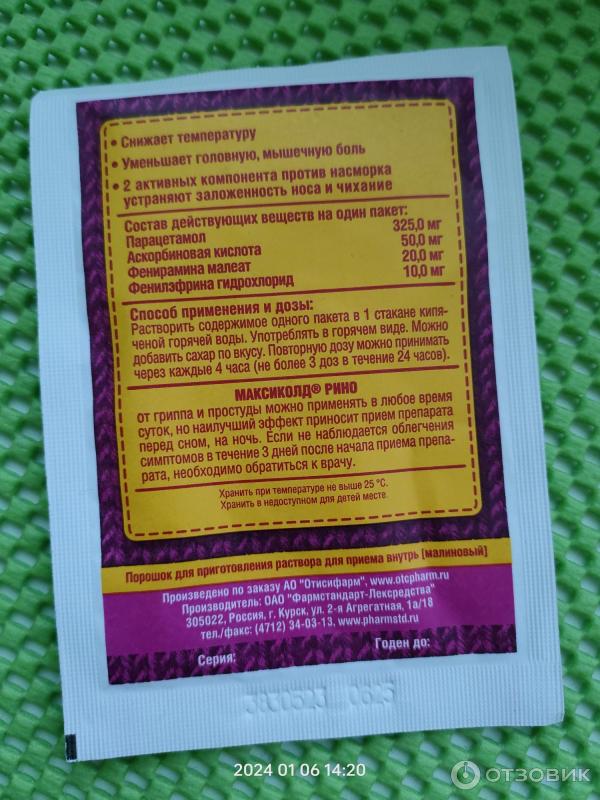 • Снижает температуру
• Уменьшает головную, мышечную боль
• 2 активных компонента против насморка
устраняют заложенность носа и чихание
Состав действующих веществ на один пакет:
Парацетамол 325,0 мг
Аскорбиновая кислота 50,0 мг
Фенирамина малеат 20,0 мг
Фенилэфрина гидрохлорид 10,0 мг
Способ применения и дозы:
Растворить содержимое одного пакета в 1 стакане кипя-
ченой горячей воды. Употреблять в горячем виде. Можно
добавить сахар по вкусу. Повторную дозу можно принимать
через каждые 4 часа (не более 3 доз в течение 24 часов).
МАКСИКОЛД® РИНО
от гриппа и простуды можно применять в любое время
суток, но наилучший эффект приносит прием препарата
перед сном, на ночь. Если не наблюдается облегчения
симптомов в течение 3 дней после начала приема препа-
рата, необходимо обратиться к врачу.
Хранить при температуре не выше 25 °С.
Хранить в недоступном для детей месте.
Порошок для приготовления раствора для приема внутрь [малиновый]
Произведено по заказу АО "Отисифарм", www.otcpharm.ru
Производитель: ОАО "Фармстандарт-Лексредства"
305022, Россия, г. Курск, ул. 2-я Агрегатная, 1а/18
тел./факс: (4712) 34-03-13, www.pharmstd.ru
Серия: Годен до:
3830523 0625
2024 01 06 14:20
ОТЗОВИК